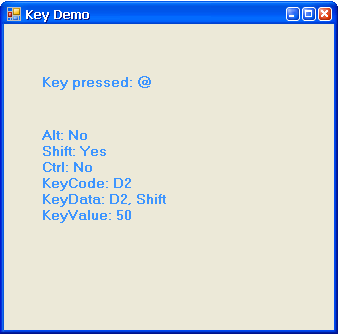 Key Demo
Key pressed: @
Alt: No
Shift: Yes
Ctrl: No
KeyCode: D2
KeyData: D2, Shift
KeyValue: 50